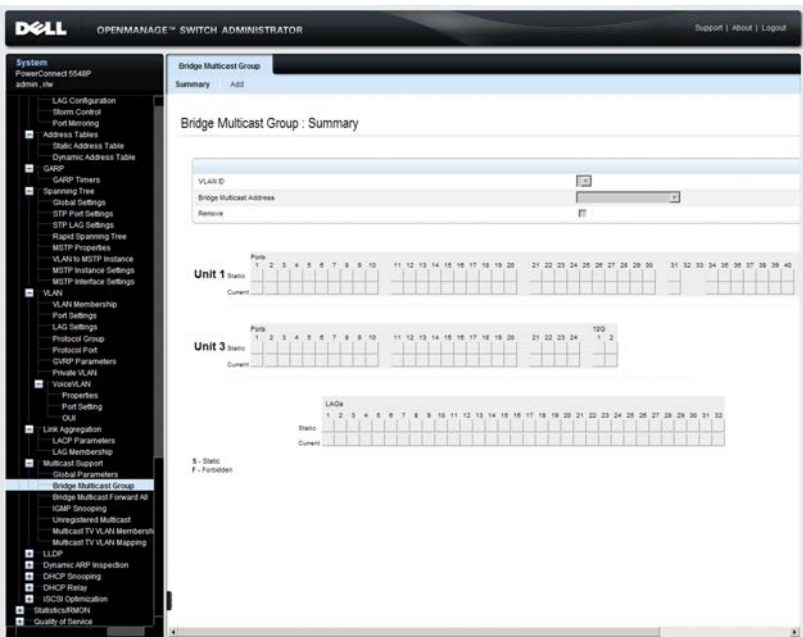 DELL
OPENMANAGE™ SWITCH ADMINISTRATOR
Support | About | Logout
System
PowerConnect 5548P
admin , r/w
LAG Configuration
Storm Control
Port Mirroring
Address Tables
Static Address Table
Dynamic Address Table
GARP
GARP Timers
Spanning Tree
Global Settings
STP Port Settings
STP LAG Settings
Rapid Spanning Tree
MSTP Properties
VLAN to MSTP Instance
MSTP Instance Settings
MSTP Interface Settings
VLAN
VLAN Membership
Port Settings
LAG Settings
Protocol Group
Protocol Port
GVRP Parameters
Private VLAN
VoiceVLAN
Properties
Port Setting
OUI
Link Aggregation
LACP Parameters
LAG Membership
Multicast Support
Global Parameters
Bridge Multicast Group
Bridge Multicast Forward All
IGMP Snooping
Unregistered Multicast
Multicast TV VLAN Membersh
Multicast TV VLAN Mapping
LLDP
Dynamic ARP Inspection
DHCP Snooping
DHCP Relay
iSCSI Optimization
Statistics/RMON
Quality of Service
Bridge Multicast Group
Summary Add
Bridge Multicast Group : Summary
VLAN ID
Bridge Multicast Address
Remove
Ports
1 2 3 4 5 6 7 8 9 10 11 12 13 14 15 16 17 18 19 20 21 22 23 24 25 26 27 28 29 30 31 32 33 34 35 36 37 38 39 40
Unit 1 Static
Current
Ports 10G
1 2 3 4 5 6 7 8 9 10 11 12 13 14 15 16 17 18 19 20 21 22 23 24 1 2
Unit 3 Static
Current
LAGs
1 2 3 4 5 6 7 8 9 10 11 12 13 14 15 16 17 18 19 20 21 22 23 24 25 26 27 28 29 30 31 32
Static
Current
S - Static
F - Forbidden